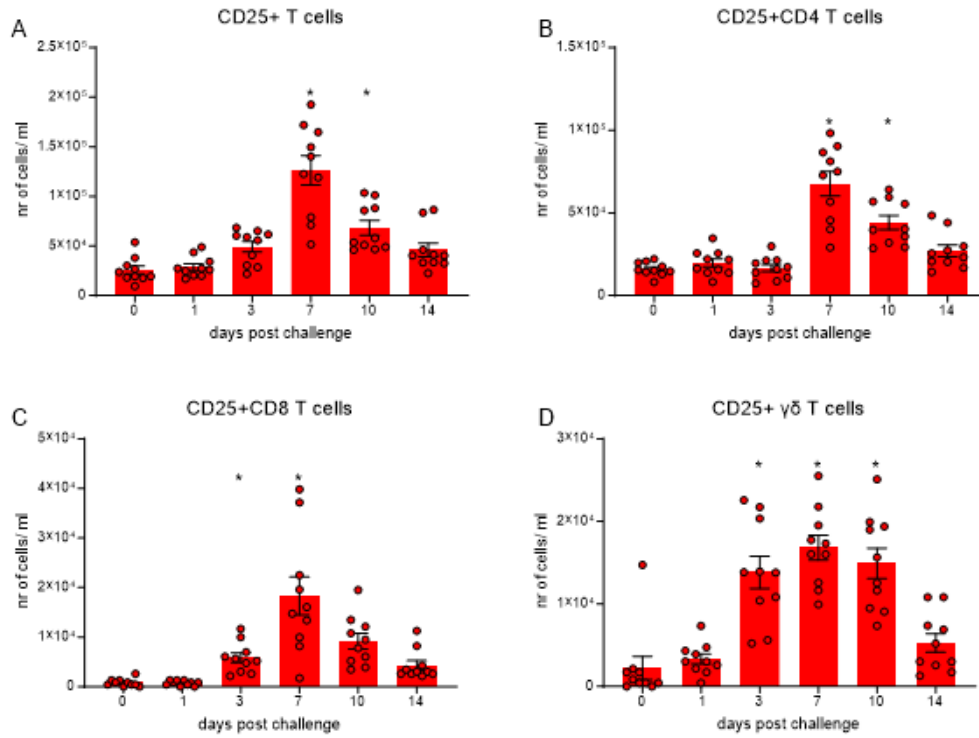 A
CD25+ T cells
nr of cells/ ml
2.5×10⁵
2×10⁵
1.5×10⁵
1×10⁵
5×10⁴
0
* *
0 1 3 7 10 14
days post challenge
B
CD25+CD4 T cells
nr of cells/ ml
1.5×10⁵
1×10⁵
5×10⁴
0
* *
0 1 3 7 10 14
days post challenge
C
CD25+CD8 T cells
nr of cells/ ml
5×10⁴
4×10⁴
3×10⁴
2×10⁴
1×10⁴
0
* *
0 1 3 7 10 14
days post challenge
D
CD25+ γδ T cells
nr of cells/ ml
3×10⁴
2×10⁴
1×10⁴
0
* * *
0 1 3 7 10 14
days post challenge